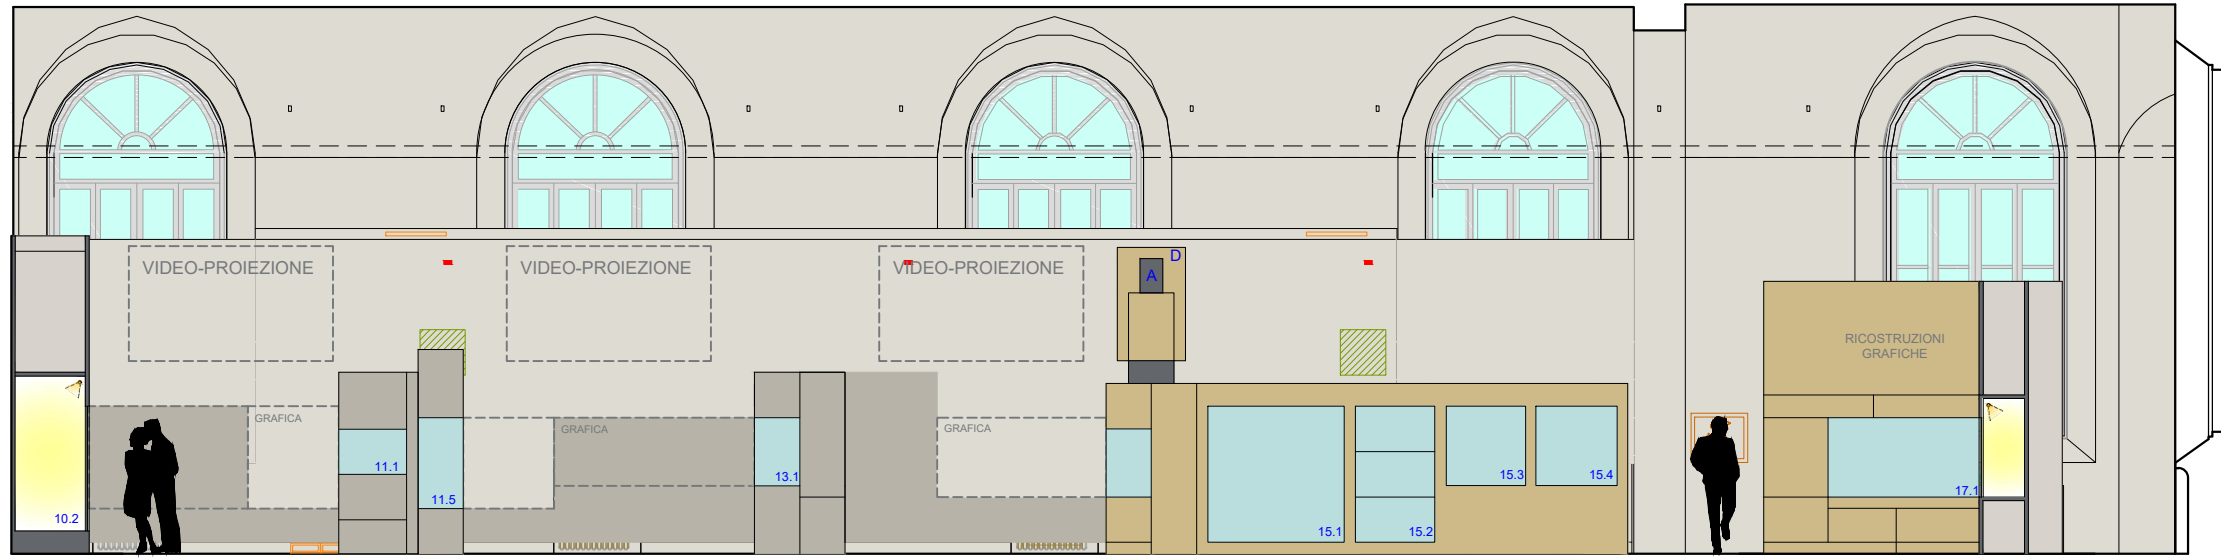 VIDEO-PROIEZIONE
VIDEO-PROIEZIONE
VIDEO-PROIEZIONE
D
A
RICOSTRUZIONI
GRAFICHE
GRAFICA
GRAFICA
GRAFICA
10.2
11.1
11.5
13.1
15.1
15.2
15.3
15.4
17.1